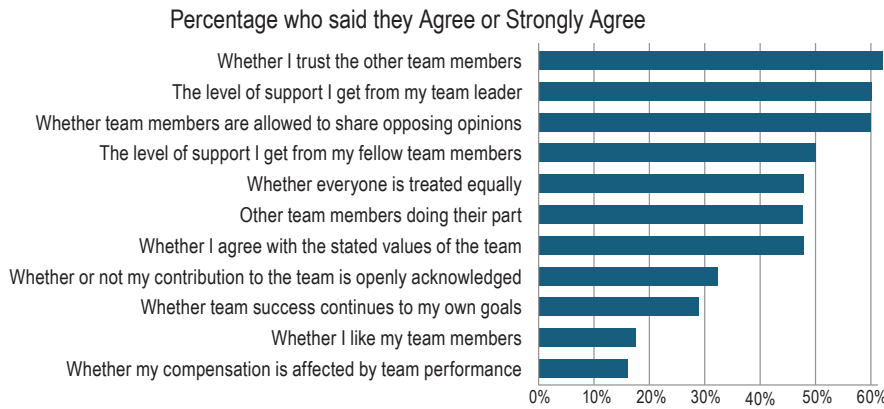 Percentage who said they Agree or Strongly Agree
Whether I trust the other team members
The level of support I get from my team leader
Whether team members are allowed to share opposing opinions
The level of support I get from my fellow team members
Whether everyone is treated equally
Other team members doing their part
Whether I agree with the stated values of the team
Whether or not my contribution to the team is openly acknowledged
Whether team success continues to my own goals
Whether I like my team members
Whether my compensation is affected by team performance
0% 10% 20% 30% 40% 50% 60%